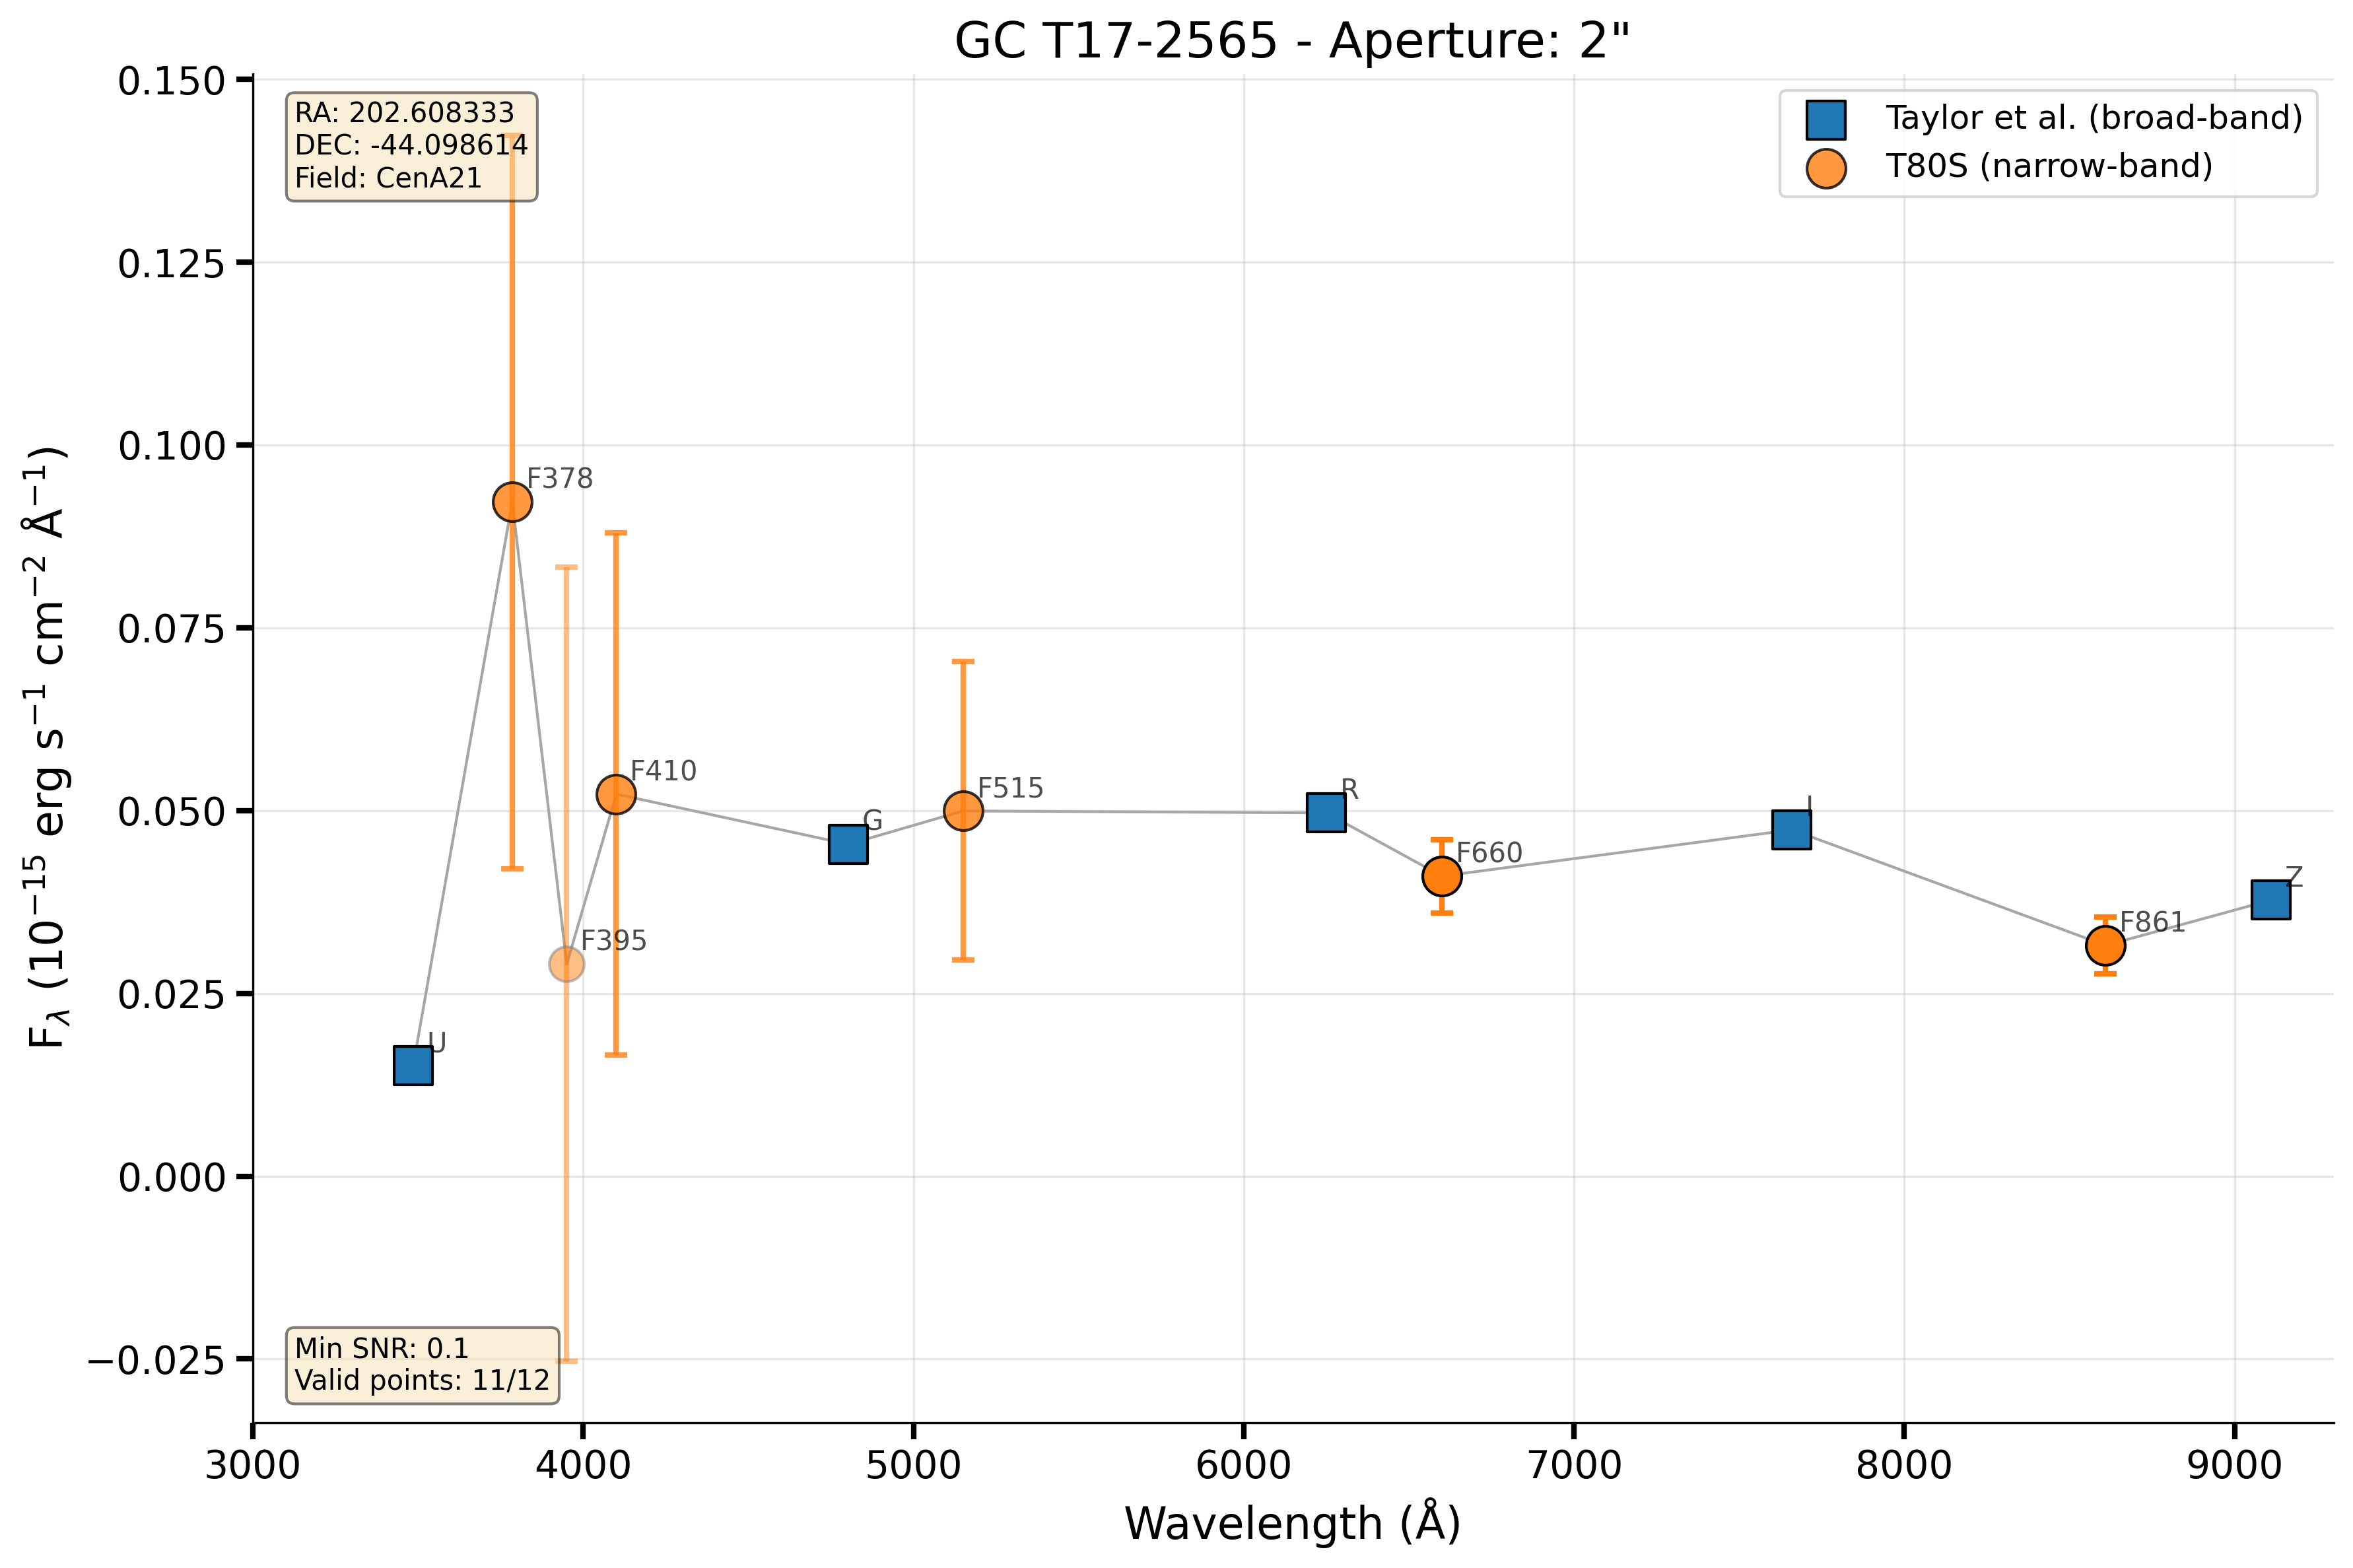 GC T17-2565 - Aperture: 2"
RA: 202.608333
DEC: -44.098614
Field: CenA21
Taylor et al. (broad-band)
T80S (narrow-band)
F_λ (10⁻¹⁵ erg s⁻¹ cm⁻² Å⁻¹)
0.150
0.125
0.100
0.075
0.050
0.025
0.000
−0.025
U
F378
F395
F410
G
F515
R
F660
I
F861
Z
Min SNR: 0.1
Valid points: 11/12
3000 4000 5000 6000 7000 8000 9000
Wavelength (Å)